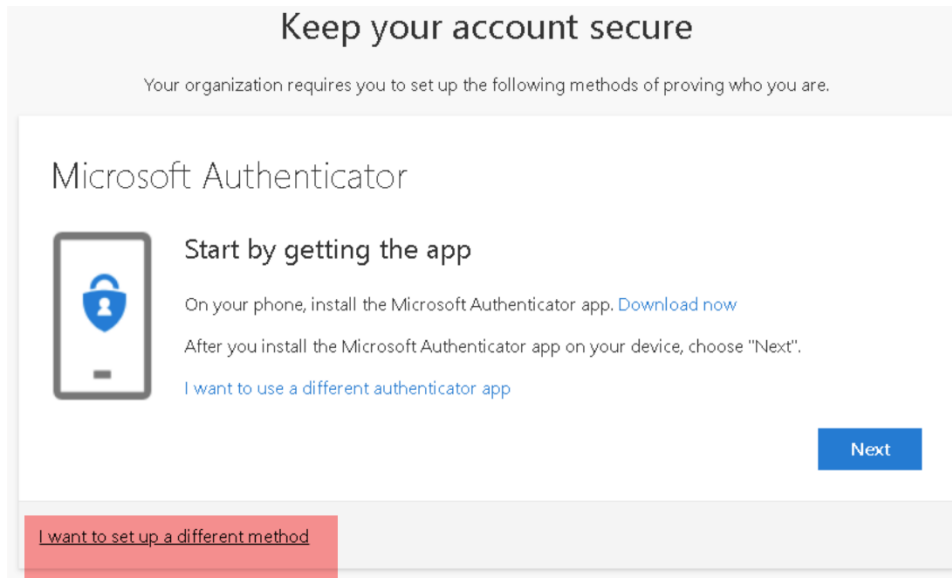 Keep your account secure
Your organization requires you to set up the following methods of proving who you are.
Microsoft Authenticator
Start by getting the app
On your phone, install the Microsoft Authenticator app. Download now
After you install the Microsoft Authenticator app on your device, choose "Next".
I want to use a different authenticator app
Next
I want to set up a different method